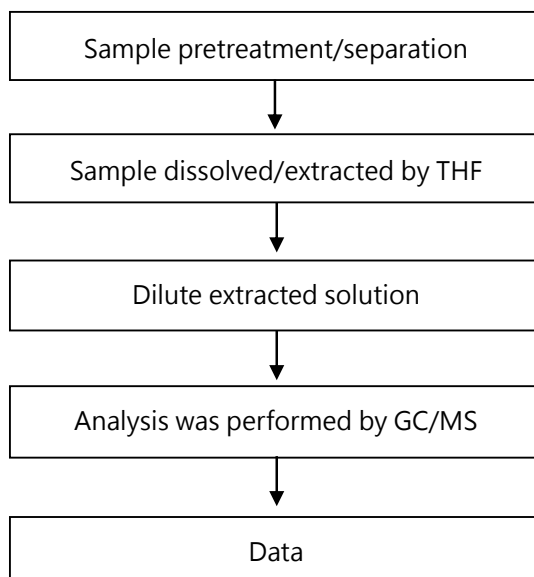 Sample pretreatment/separation
Sample dissolved/extracted by THF
Dilute extracted solution
Analysis was performed by GC/MS
Data